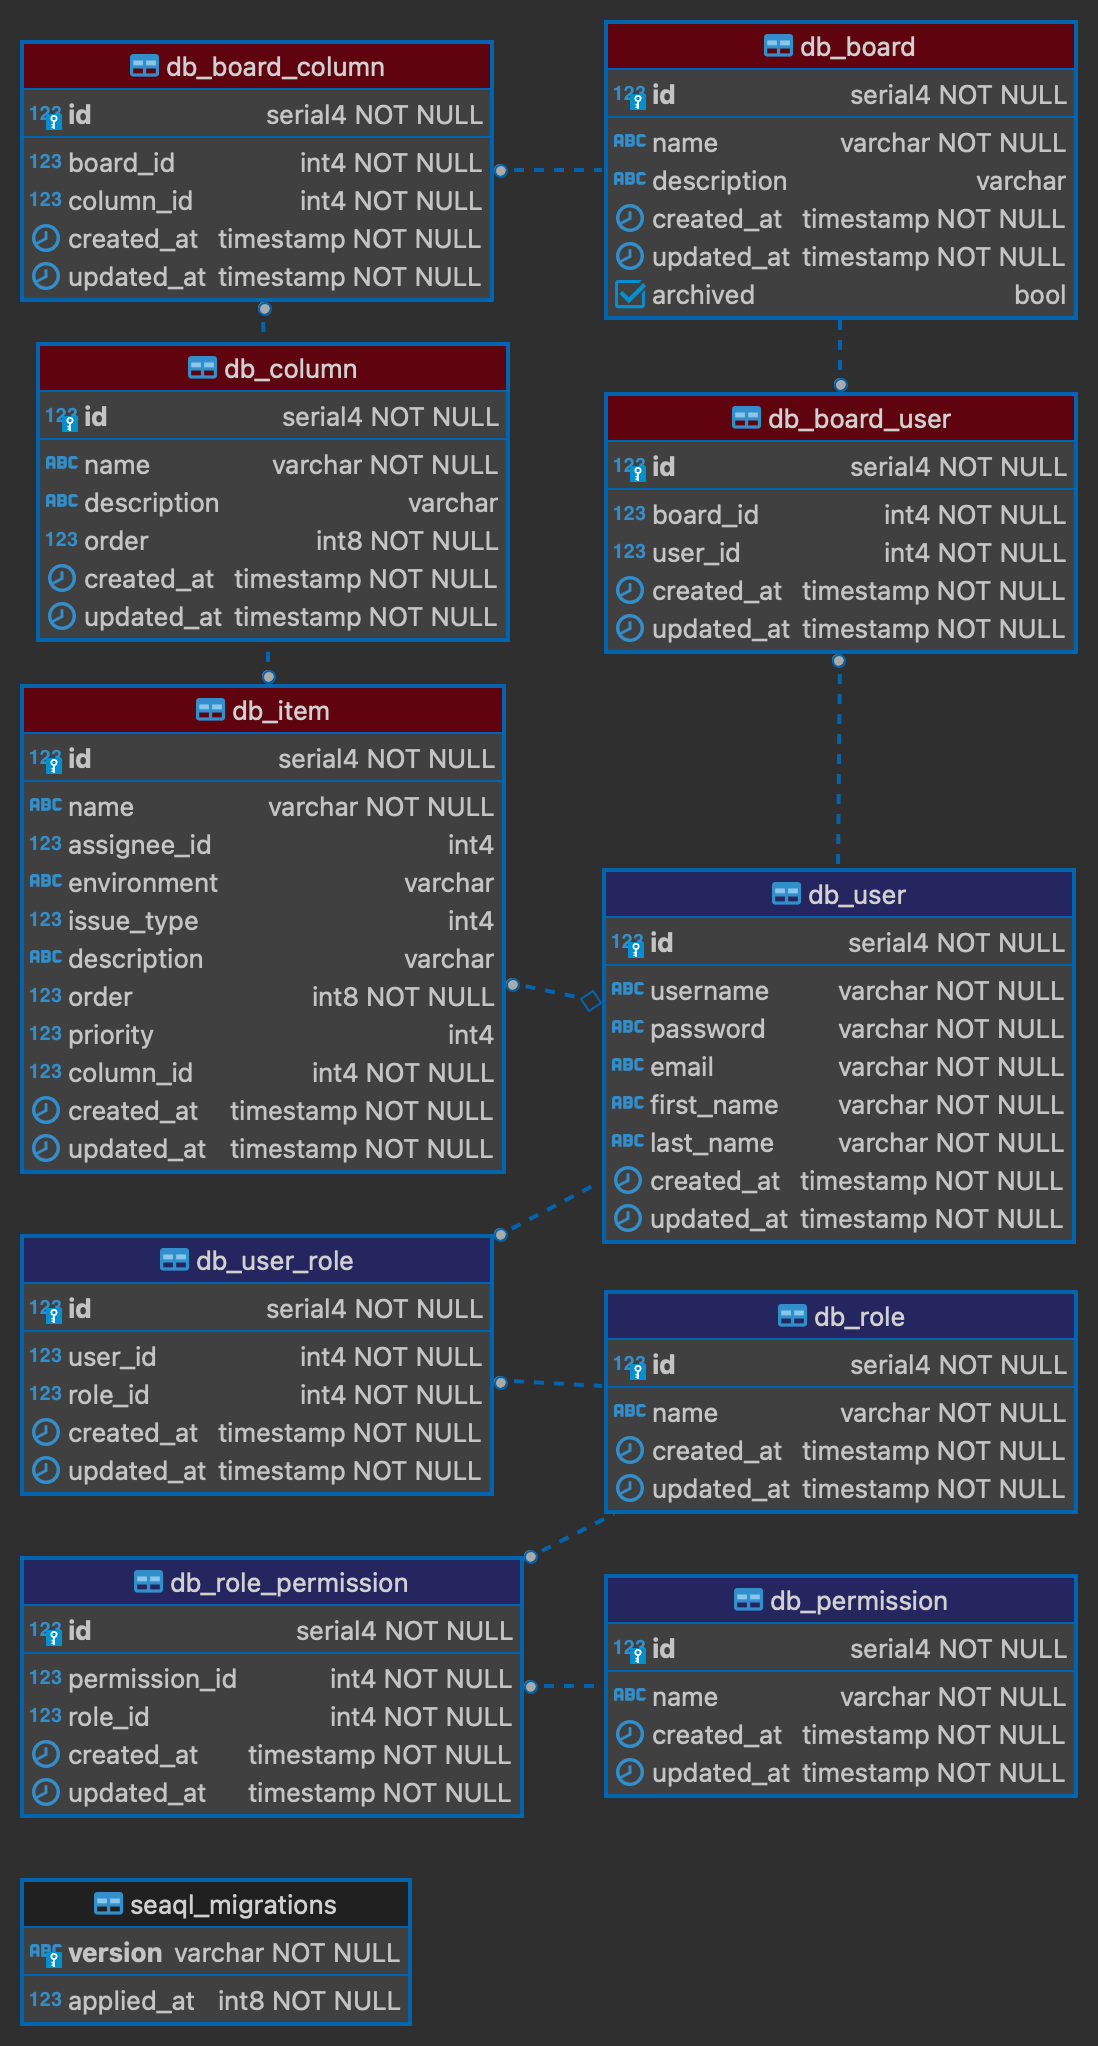 db_board_column
123 id serial4 NOT NULL
123 board_id int4 NOT NULL
123 column_id int4 NOT NULL
created_at timestamp NOT NULL
updated_at timestamp NOT NULL
db_board
123 id serial4 NOT NULL
ABC name varchar NOT NULL
ABC description varchar
created_at timestamp NOT NULL
updated_at timestamp NOT NULL
archived bool
db_column
123 id serial4 NOT NULL
ABC name varchar NOT NULL
ABC description varchar
123 order int8 NOT NULL
created_at timestamp NOT NULL
updated_at timestamp NOT NULL
db_board_user
123 id serial4 NOT NULL
123 board_id int4 NOT NULL
123 user_id int4 NOT NULL
created_at timestamp NOT NULL
updated_at timestamp NOT NULL
db_item
123 id serial4 NOT NULL
ABC name varchar NOT NULL
123 assignee_id int4
ABC environment varchar
123 issue_type int4
ABC description varchar
123 order int8 NOT NULL
123 priority int4
123 column_id int4 NOT NULL
created_at timestamp NOT NULL
updated_at timestamp NOT NULL
db_user
123 id serial4 NOT NULL
ABC username varchar NOT NULL
ABC password varchar NOT NULL
ABC email varchar NOT NULL
ABC first_name varchar NOT NULL
ABC last_name varchar NOT NULL
created_at timestamp NOT NULL
updated_at timestamp NOT NULL
db_user_role
123 id serial4 NOT NULL
123 user_id int4 NOT NULL
123 role_id int4 NOT NULL
created_at timestamp NOT NULL
updated_at timestamp NOT NULL
db_role
123 id serial4 NOT NULL
ABC name varchar NOT NULL
created_at timestamp NOT NULL
updated_at timestamp NOT NULL
db_role_permission
123 id serial4 NOT NULL
123 permission_id int4 NOT NULL
123 role_id int4 NOT NULL
created_at timestamp NOT NULL
updated_at timestamp NOT NULL
db_permission
123 id serial4 NOT NULL
ABC name varchar NOT NULL
created_at timestamp NOT NULL
updated_at timestamp NOT NULL
seaql_migrations
ABC version varchar NOT NULL
123 applied_at int8 NOT NULL